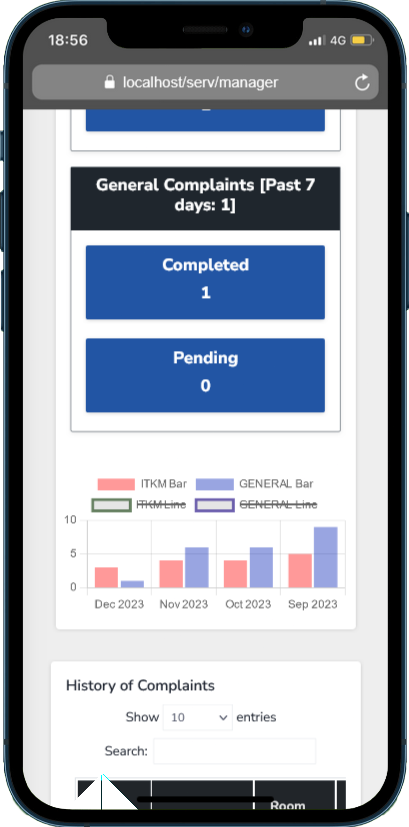 18:56 4G
localhost/serv/manager
General Complaints [Past 7
days: 1]
Completed
1
Pending
0
ITKM Bar GENERAL Bar
ITKM Line GENERAL Line
10
5
0
Dec 2023 Nov 2023 Oct 2023 Sep 2023
History of Complaints
Show 10 entries
Search:
Room